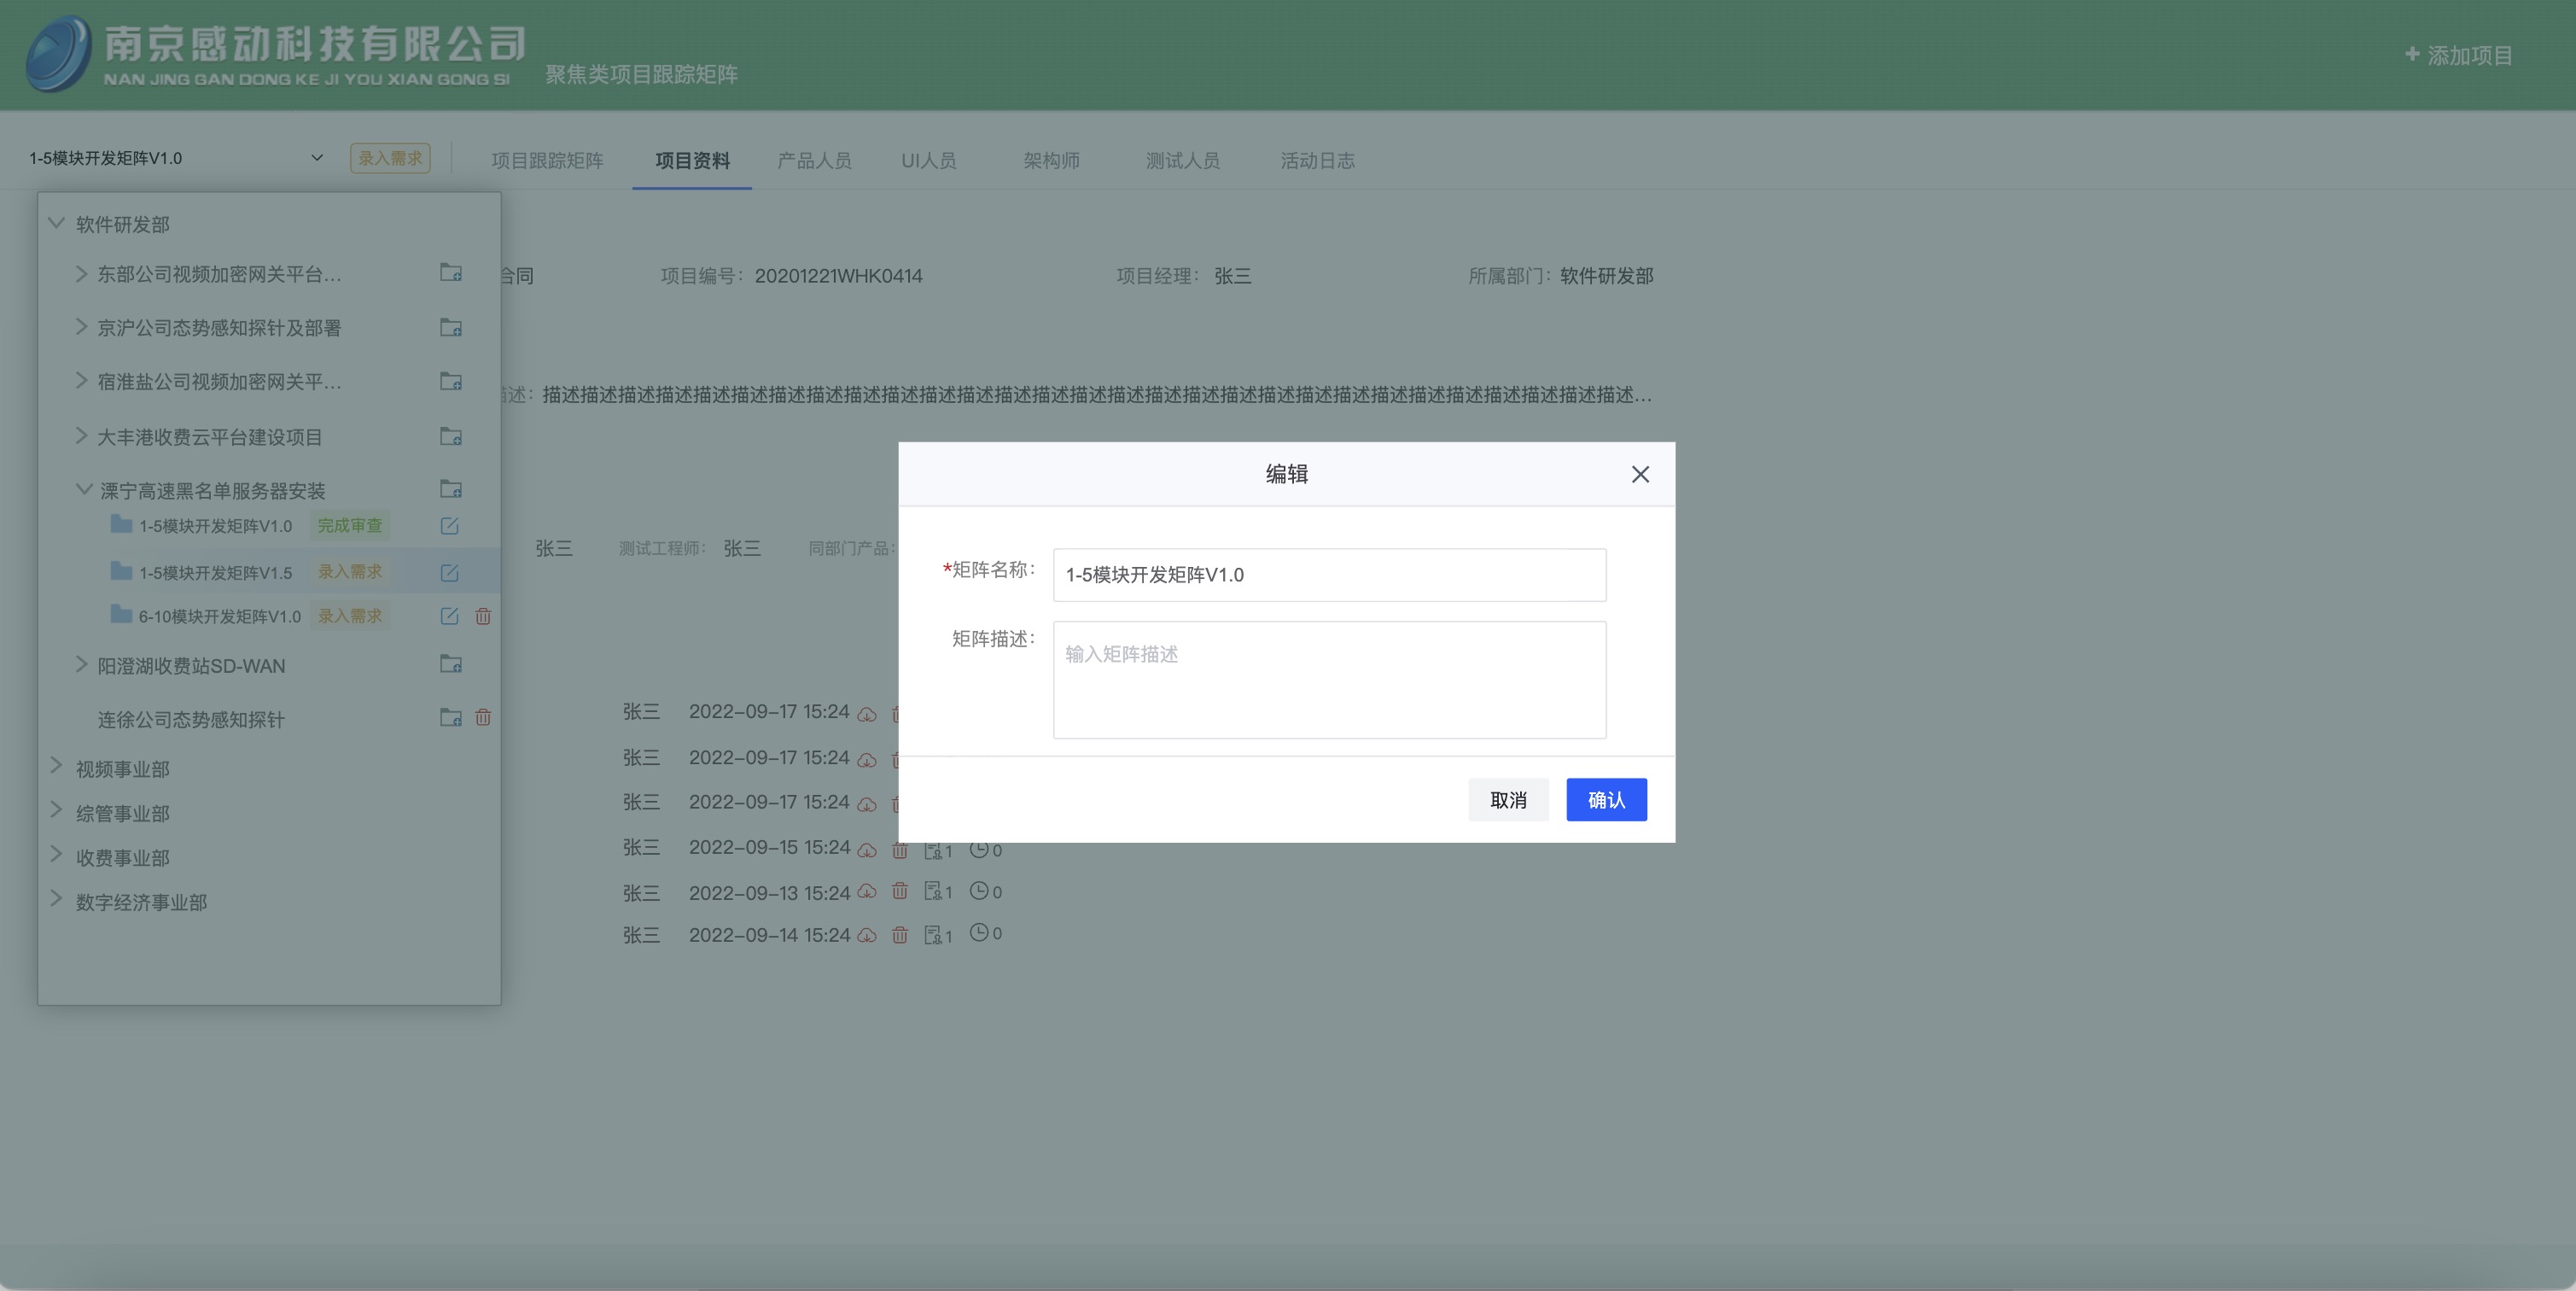 南京感动科技有限公司
NAN JING GAN DONG KE JI YOU XIAN GONG SI
聚焦类项目跟踪矩阵
+ 添加项目
1-5模块开发矩阵V1.0 录入需求 项目跟踪矩阵 项目资料 产品人员 UI人员 架构师 测试人员 活动日志
软件研发部
东部公司视频加密网关平台...
合同 项目编号： 20201221WHK0414 项目经理： 张三 所属部门： 软件研发部
京沪公司态势感知探针及部署
宿淮盐公司视频加密网关平...
描述： 描述描述描述描述描述描述描述描述描述描述描述描述描述描述描述描述描述描述描述描述描述描述描述描述描述描述描述描述描述...
大丰港收费云平台建设项目
溧宁高速黑名单服务器安装
1-5模块开发矩阵V1.0 完成审查
张三 测试工程师： 张三 同部门产品：
1-5模块开发矩阵V1.5 录入需求
6-10模块开发矩阵V1.0 录入需求
阳澄湖收费站SD-WAN
连徐公司态势感知探针
视频事业部
综管事业部
收费事业部
数字经济事业部
张三 2022-09-17 15:24
张三 2022-09-17 15:24
张三 2022-09-17 15:24
张三 2022-09-15 15:24 1 0
张三 2022-09-13 15:24 1 0
张三 2022-09-14 15:24 1 0
编辑
*矩阵名称： 1-5模块开发矩阵V1.0
矩阵描述： 输入矩阵描述
取消 确认